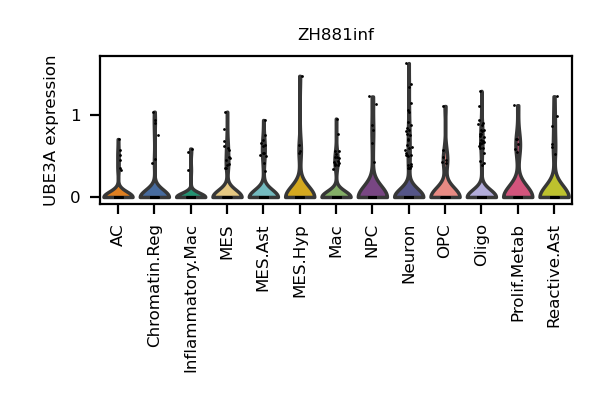 ZH881inf
UBE3A expression
1
0
AC
Chromatin.Reg
Inflammatory.Mac
MES
MES.Ast
MES.Hyp
Mac
NPC
Neuron
OPC
Oligo
Prolif.Metab
Reactive.Ast